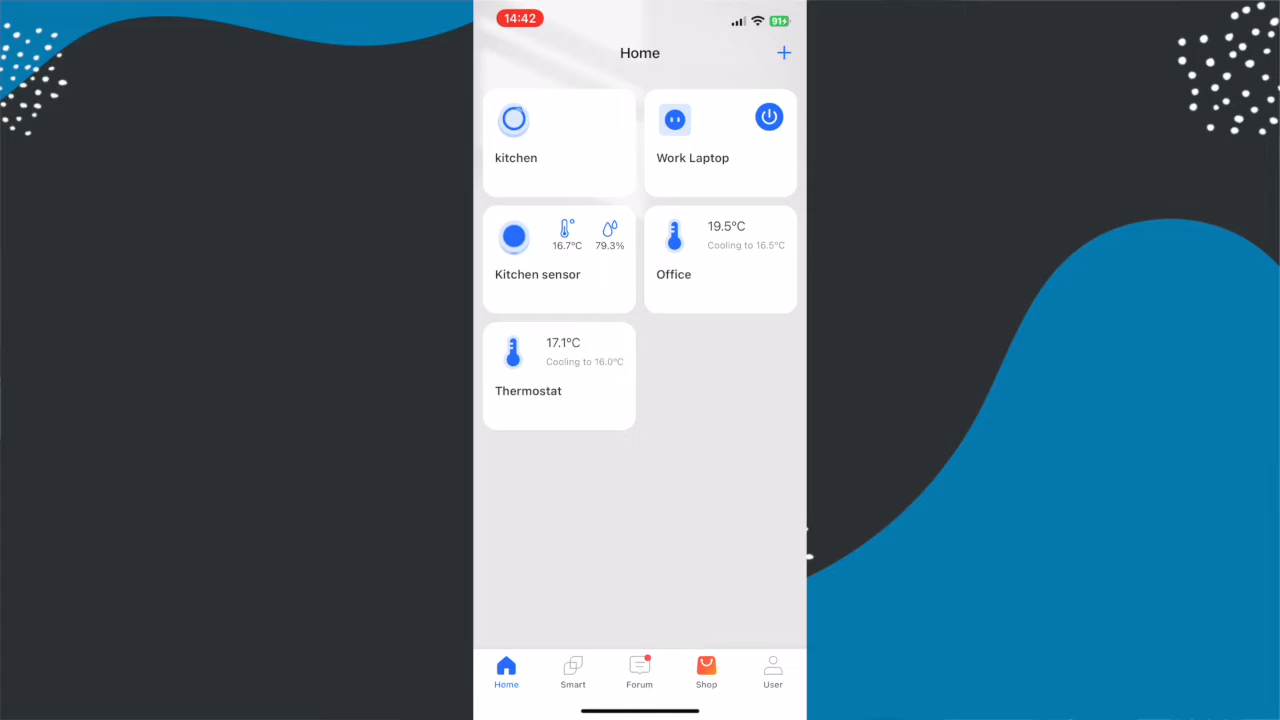 14:42
91
Home
kitchen
Work Laptop
16.7°C
79.3%
Kitchen sensor
19.5°C
Cooling to 16.5°C
Office
17.1°C
Cooling to 16.0°C
Thermostat
Home
Smart
Forum
Shop
User